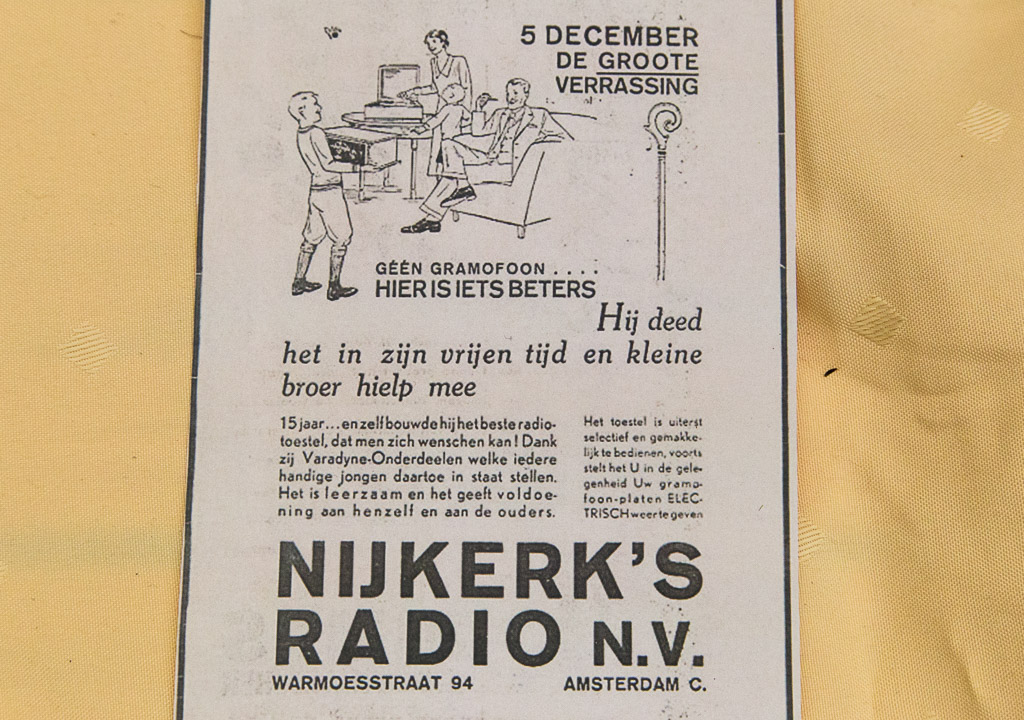 5 DECEMBER
DE GROOTE
VERRASSING
GÉÉN GRAMOFOON ....
HIER IS IETS BETERS
Hij deed
het in zijn vrijen tijd en kleine
broer hielp mee
15 jaar... en zelf bouwde hij het beste radio-
toestel, dat men zich wenschen kan! Dank
zij Varadyne-Onderdeelen welke iedere
handige jongen daartoe in staat stellen.
Het is leerzaam en het geeft voldoe-
ning aan henzelf en aan de ouders.
Het toestel is uiterst
selectief en gemakke-
lijk te bedienen, voorts
stelt het U in de gele-
genheid Uw gramo-
foon-platen ELEC-
TRISCH weer te geven
NIJKERK'S
RADIO N.V.
WARMOESSTRAAT 94 AMSTERDAM C.